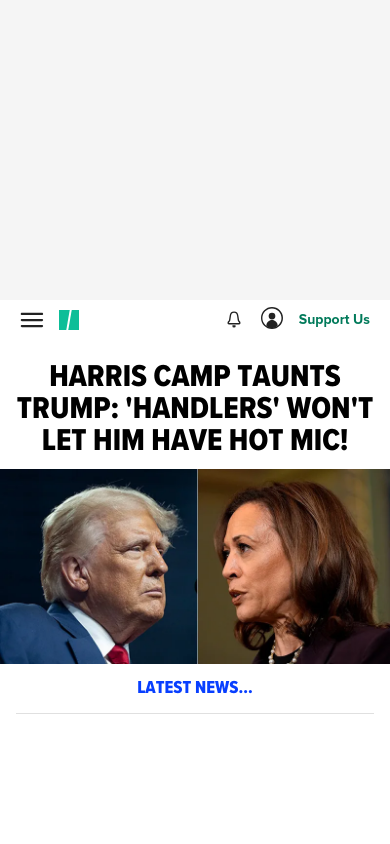 Support Us
HARRIS CAMP TAUNTS
TRUMP: 'HANDLERS' WON'T
LET HIM HAVE HOT MIC!
LATEST NEWS...